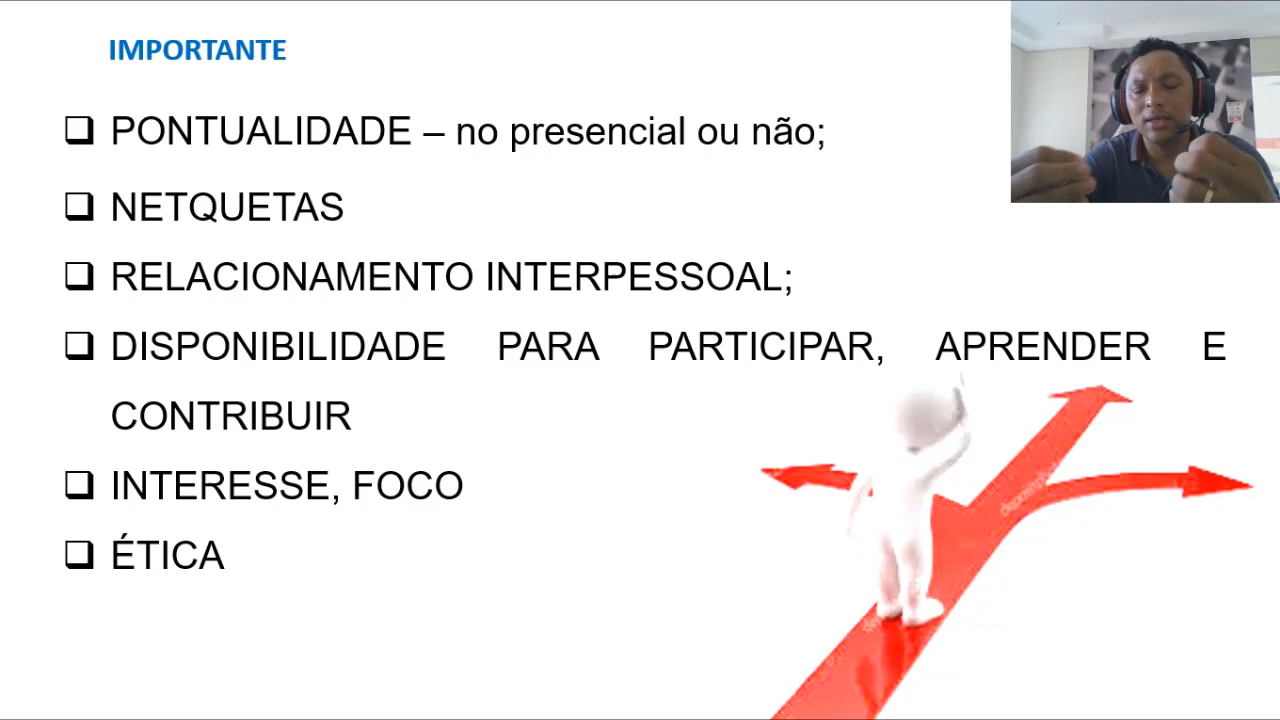 IMPORTANTE
PONTUALIDADE – no presencial ou não;
NETQUETAS
RELACIONAMENTO INTERPESSOAL;
DISPONIBILIDADE PARA PARTICIPAR, APRENDER E
CONTRIBUIR
INTERESSE, FOCO
ÉTICA